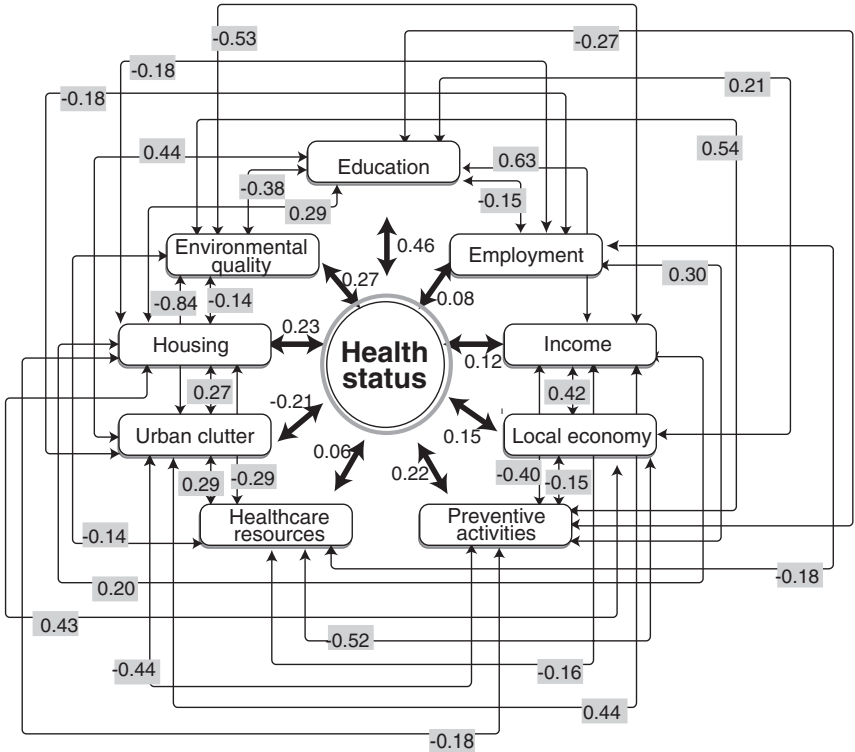 -0.53
-0.27
-0.18
0.21
-0.18
0.54
0.44
Education
0.63
-0.38
-0.15
0.29
Environmental
quality
0.46
Employment
0.27
-0.08
0.30
-0.84
-0.14
0.23
Housing
Health
status
Income
0.12
0.27
0.42
-0.21
Urban clutter
0.15
Local economy
0.06
0.22
0.29
-0.29
-0.40
-0.15
Healthcare
resources
Preventive
activities
-0.14
-0.18
0.20
0.43
-0.52
-0.44
-0.16
0.44
-0.18